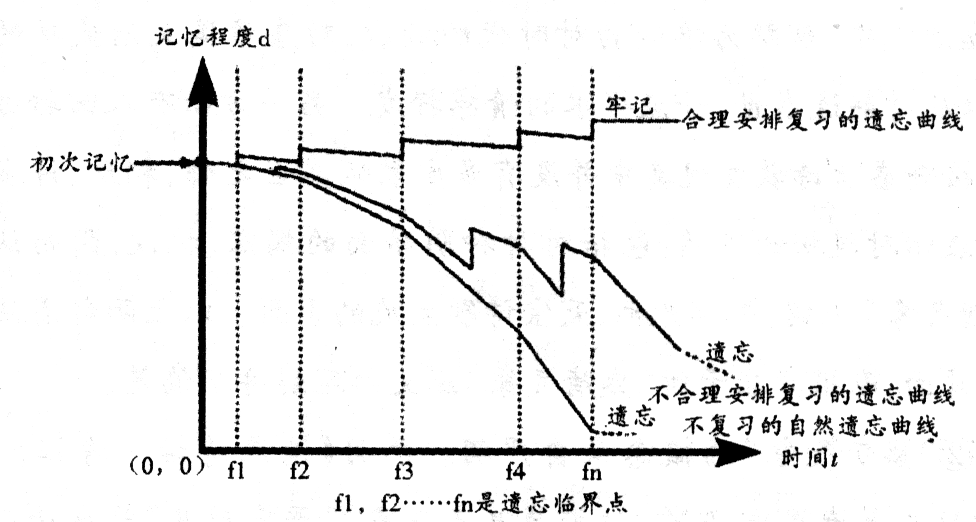 记忆程度d
牢记
合理安排复习的遗忘曲线
初次记忆
遗忘
不合理安排复习的遗忘曲线
遗忘
不复习的自然遗忘曲线
(0, 0)
f1
f2
f3
f4
fn
时间t
f1, f2……fn是遗忘临界点